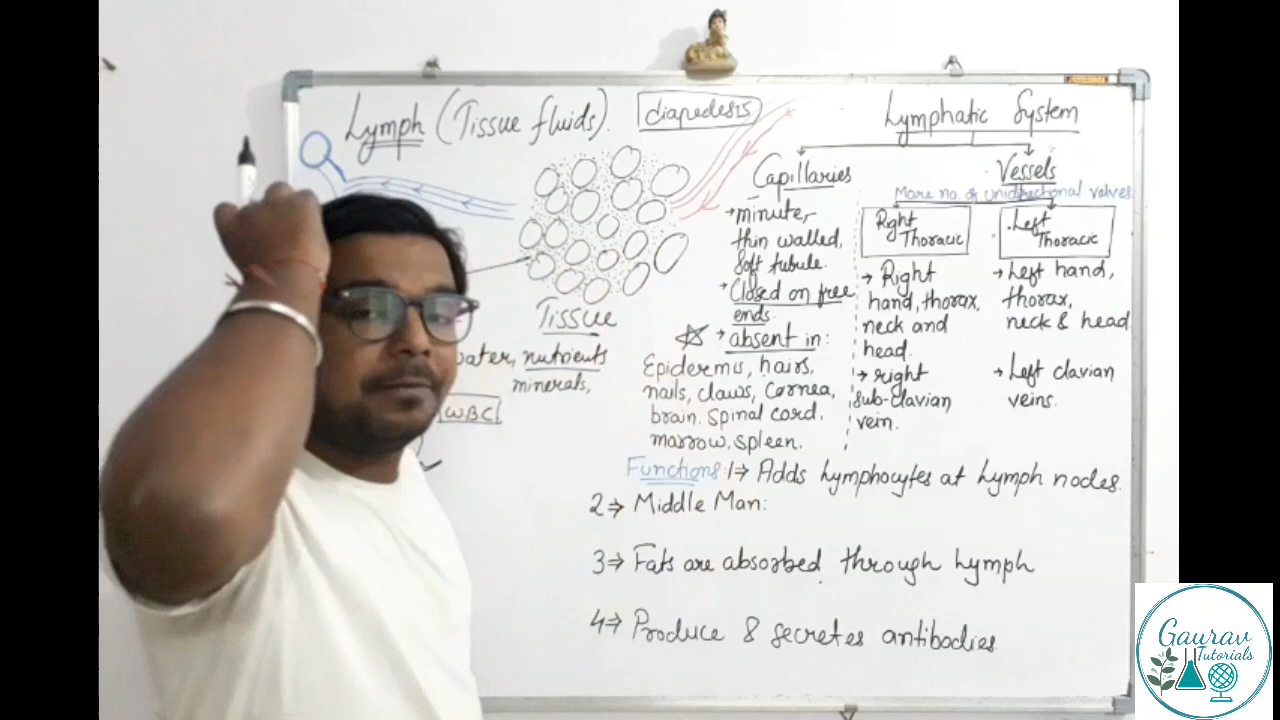 Lymph (Tissue fluids).
diapedesis
Tissue
water, nutrients
minerals,
WBC
Lymphatic System
Capillaries
→ minute,
thin walled,
soft tubule.
→ Closed on free
ends.
→ absent in:
Epidermis, hairs,
nails, claws, Cornea,
brain. spinal cord.
marrow, spleen.
Vessels
More no. of unidirectional valves
Right
Thoracic
→ Right
hand, thorax,
neck and
head.
→ right
sub-clavian
vein.
Left
Thoracic
→ Left hand,
thorax,
neck & head.
→ Left clavian
veins.
Functions: 1→ Adds lymphocytes at lymph nodes.
2→ Middle Man:
3→ Fats are absorbed through lymph
4→ Produce & secretes antibodies.
Gaurav
Tutorials